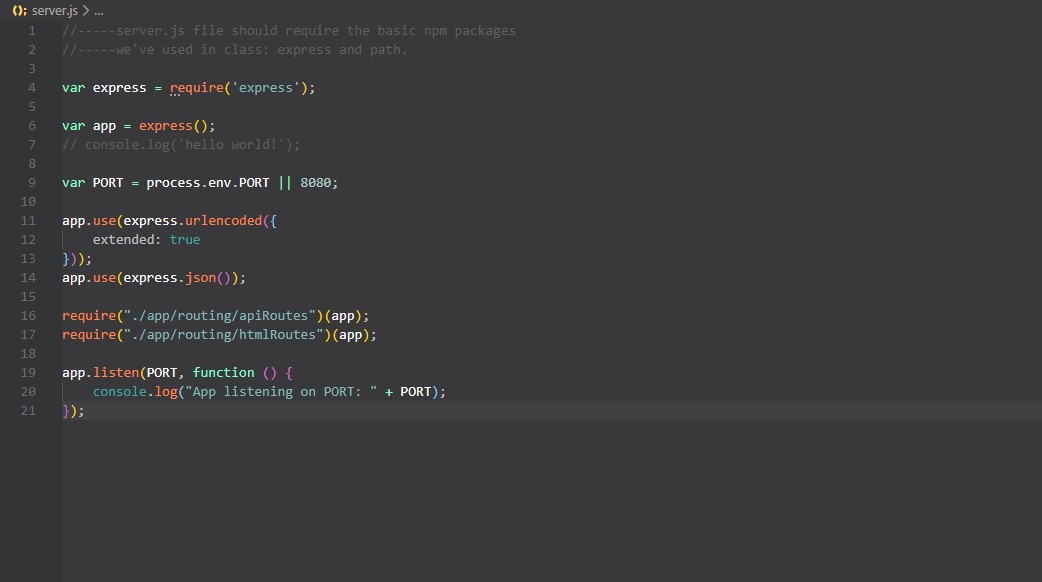 server.js > ...
1 //-----server.js file should require the basic npm packages
2 //-----we've used in class: express and path.
3
4 var express = require('express');
5
6 var app = express();
7 // console.log('hello world!');
8
9 var PORT = process.env.PORT || 8080;
10
11 app.use(express.urlencoded({
12     extended: true
13 }));
14 app.use(express.json());
15
16 require("./app/routing/apiRoutes")(app);
17 require("./app/routing/htmlRoutes")(app);
18
19 app.listen(PORT, function () {
20     console.log("App listening on PORT: " + PORT);
21 });